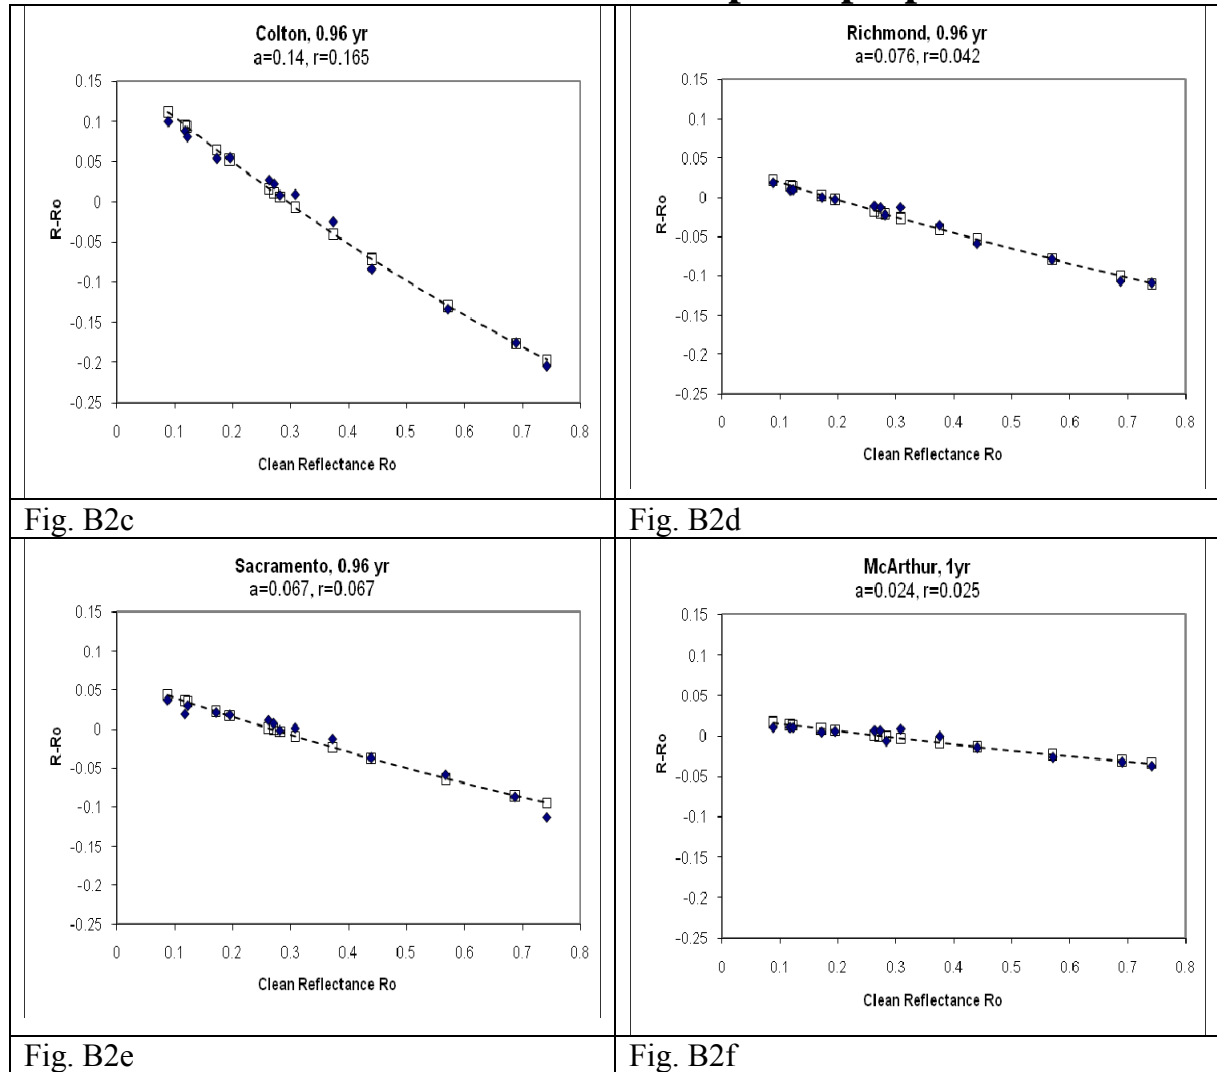 Colton, 0.96 yr
a=0.14, r=0.165
0.15
0.1
0.05
0
-0.05
-0.1
-0.15
-0.2
-0.25
R-Ro
0 0.1 0.2 0.3 0.4 0.5 0.6 0.7 0.8
Clean Reflectance Ro
Fig. B2c
Richmond, 0.96 yr
a=0.076, r=0.042
0.15
0.1
0.05
0
-0.05
-0.1
-0.15
-0.2
-0.25
R-Ro
0 0.1 0.2 0.3 0.4 0.5 0.6 0.7 0.8
Clean Reflectance Ro
Fig. B2d
Sacramento, 0.96 yr
a=0.067, r=0.067
0.15
0.1
0.05
0
-0.05
-0.1
-0.15
-0.2
-0.25
R-Ro
0 0.1 0.2 0.3 0.4 0.5 0.6 0.7 0.8
Clean Reflectance Ro
Fig. B2e
McArthur, 1yr
a=0.024, r=0.025
0.15
0.1
0.05
0
-0.05
-0.1
-0.15
-0.2
-0.25
R-Ro
0 0.1 0.2 0.3 0.4 0.5 0.6 0.7 0.8
Clean Reflectance Ro
Fig. B2f